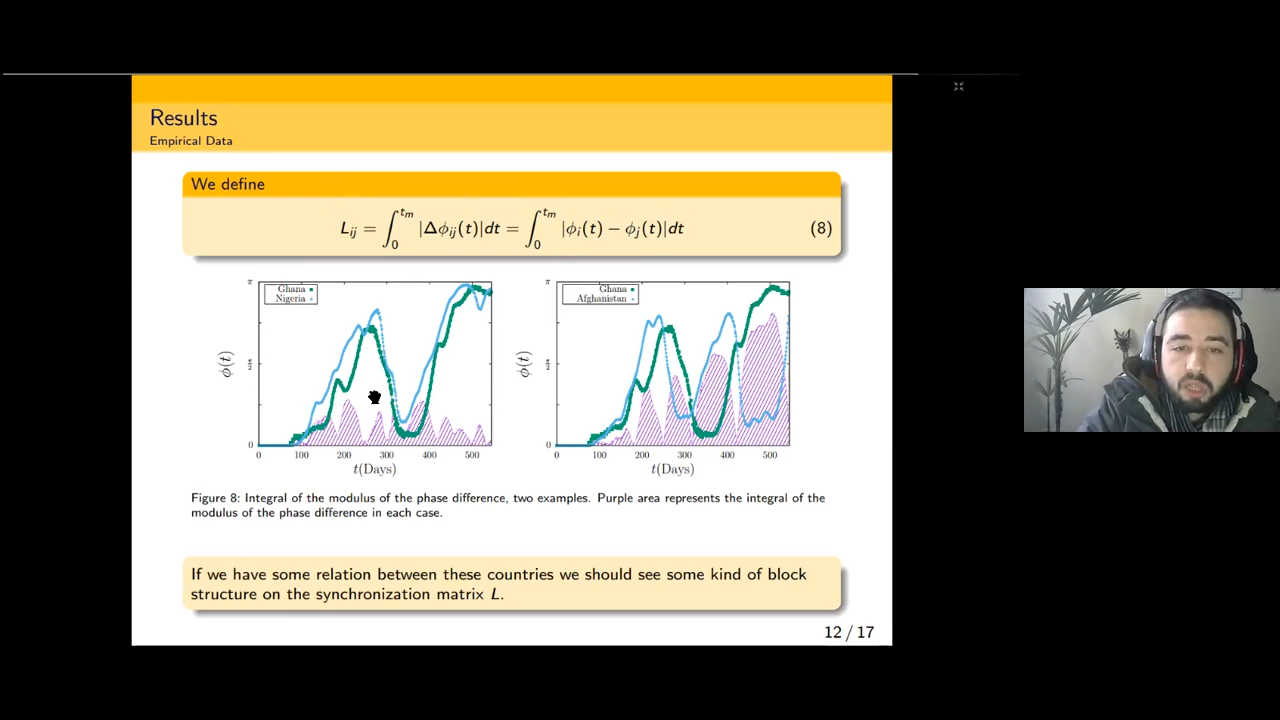 Results
Empirical Data
We define
L_ij = ∫_0^{t_m} |Δϕ_ij(t)|dt = ∫_0^{t_m} |ϕ_i(t) − ϕ_j(t)|dt (8)
π
Ghana
Nigeria
ϕ(t)
0
0 100 200 300 400 500
t(Days)
π
Ghana
Afghanistan
ϕ(t)
0
0 100 200 300 400 500
t(Days)
Figure 8: Integral of the modulus of the phase difference, two examples. Purple area represents the integral of the
modulus of the phase difference in each case.
If we have some relation between these countries we should see some kind of block
structure on the synchronization matrix L.
12 / 17